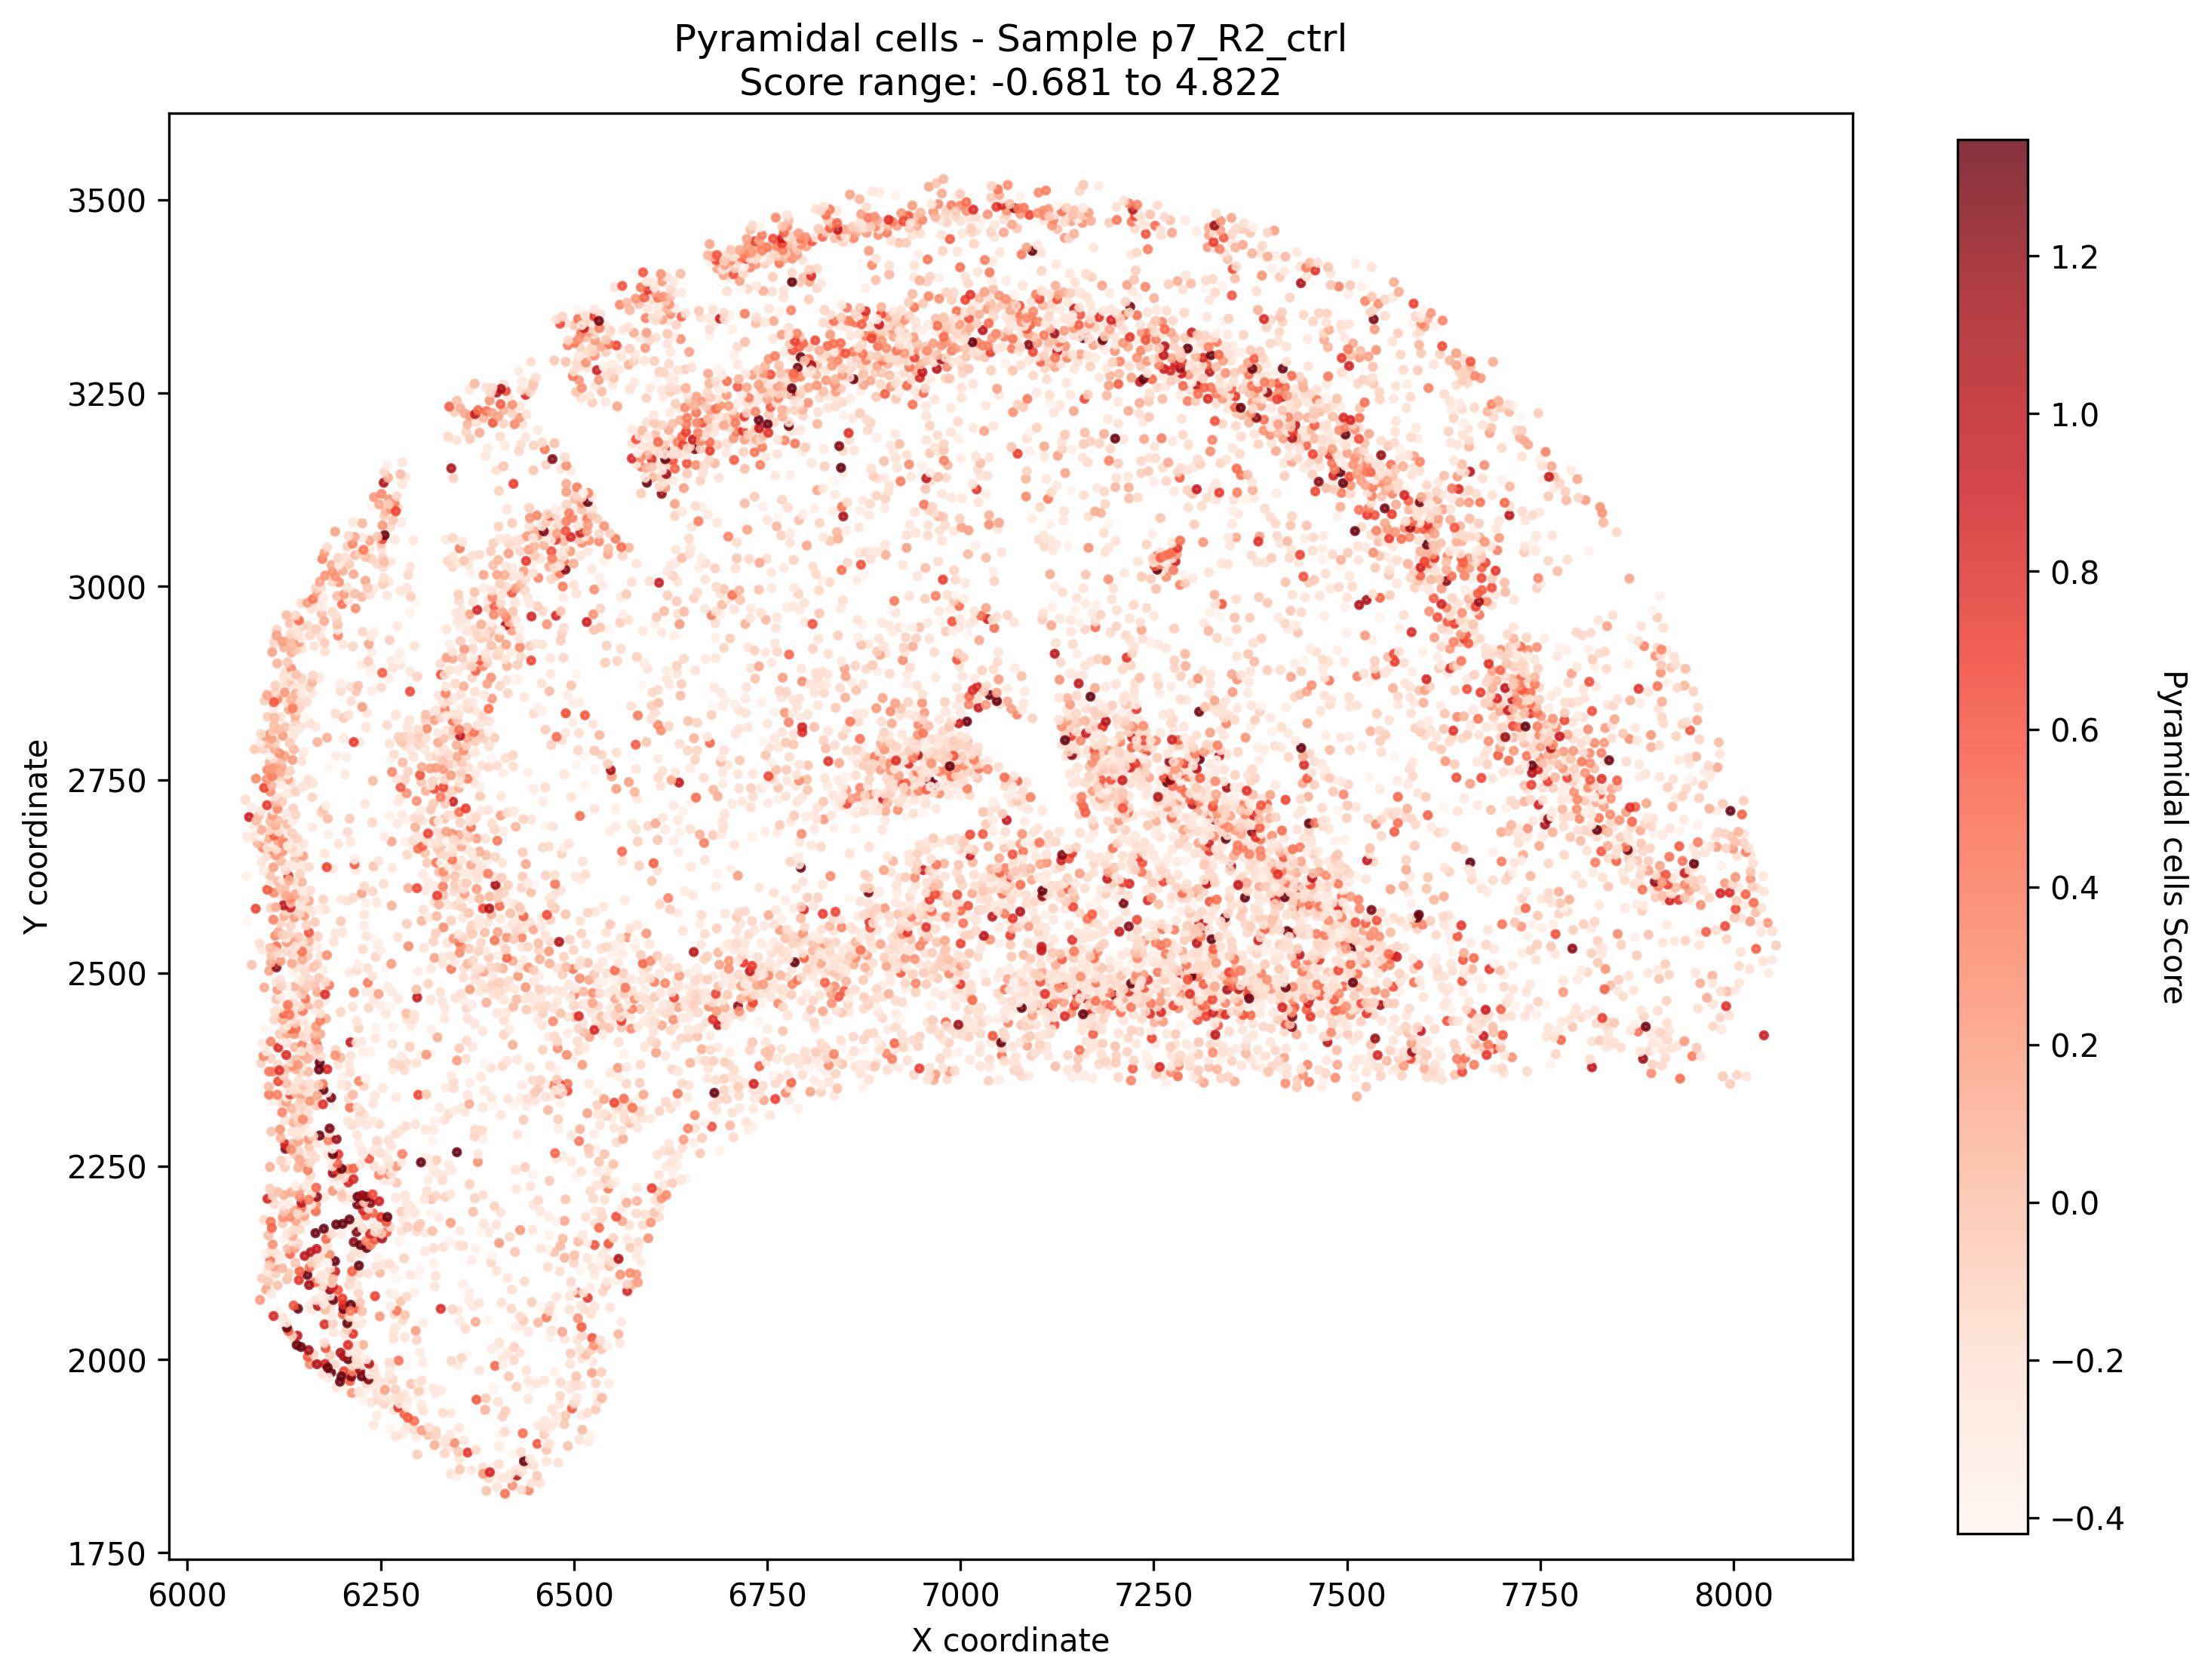 Pyramidal cells - Sample p7_R2_ctrl
Score range: -0.681 to 4.822
Y coordinate
3500
3250
3000
2750
2500
2250
2000
1750
6000 6250 6500 6750 7000 7250 7500 7750 8000
X coordinate
1.2
1.0
0.8
0.6
0.4
0.2
0.0
−0.2
−0.4
Pyramidal cells Score